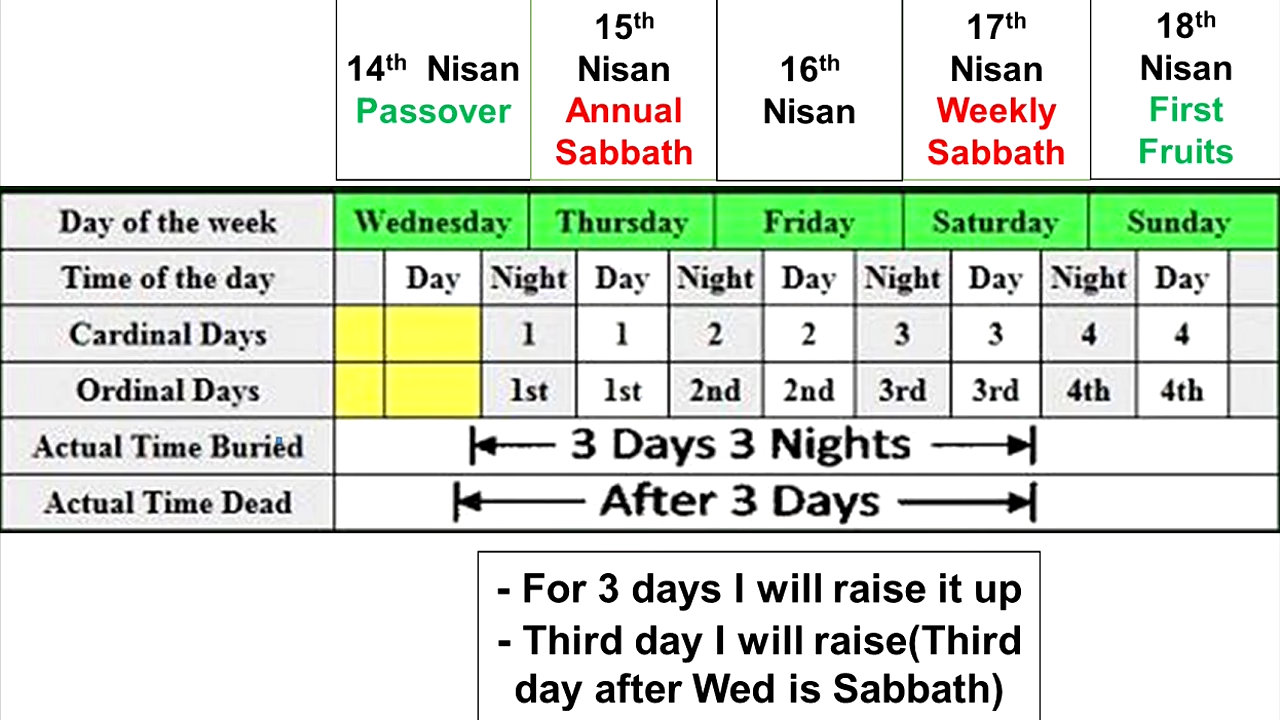 14th Nisan
Passover
15th
Nisan
Annual
Sabbath
16th
Nisan
17th
Nisan
Weekly
Sabbath
18th
Nisan
First
Fruits
Day of the week Wednesday Thursday Friday Saturday Sunday
Time of the day Day Night Day Night Day Night Day Night Day
Cardinal Days 1 1 2 2 3 3 4 4
Ordinal Days 1st 1st 2nd 2nd 3rd 3rd 4th 4th
Actual Time Buried 3 Days 3 Nights
Actual Time Dead After 3 Days
- For 3 days I will raise it up
- Third day I will raise(Third
day after Wed is Sabbath)